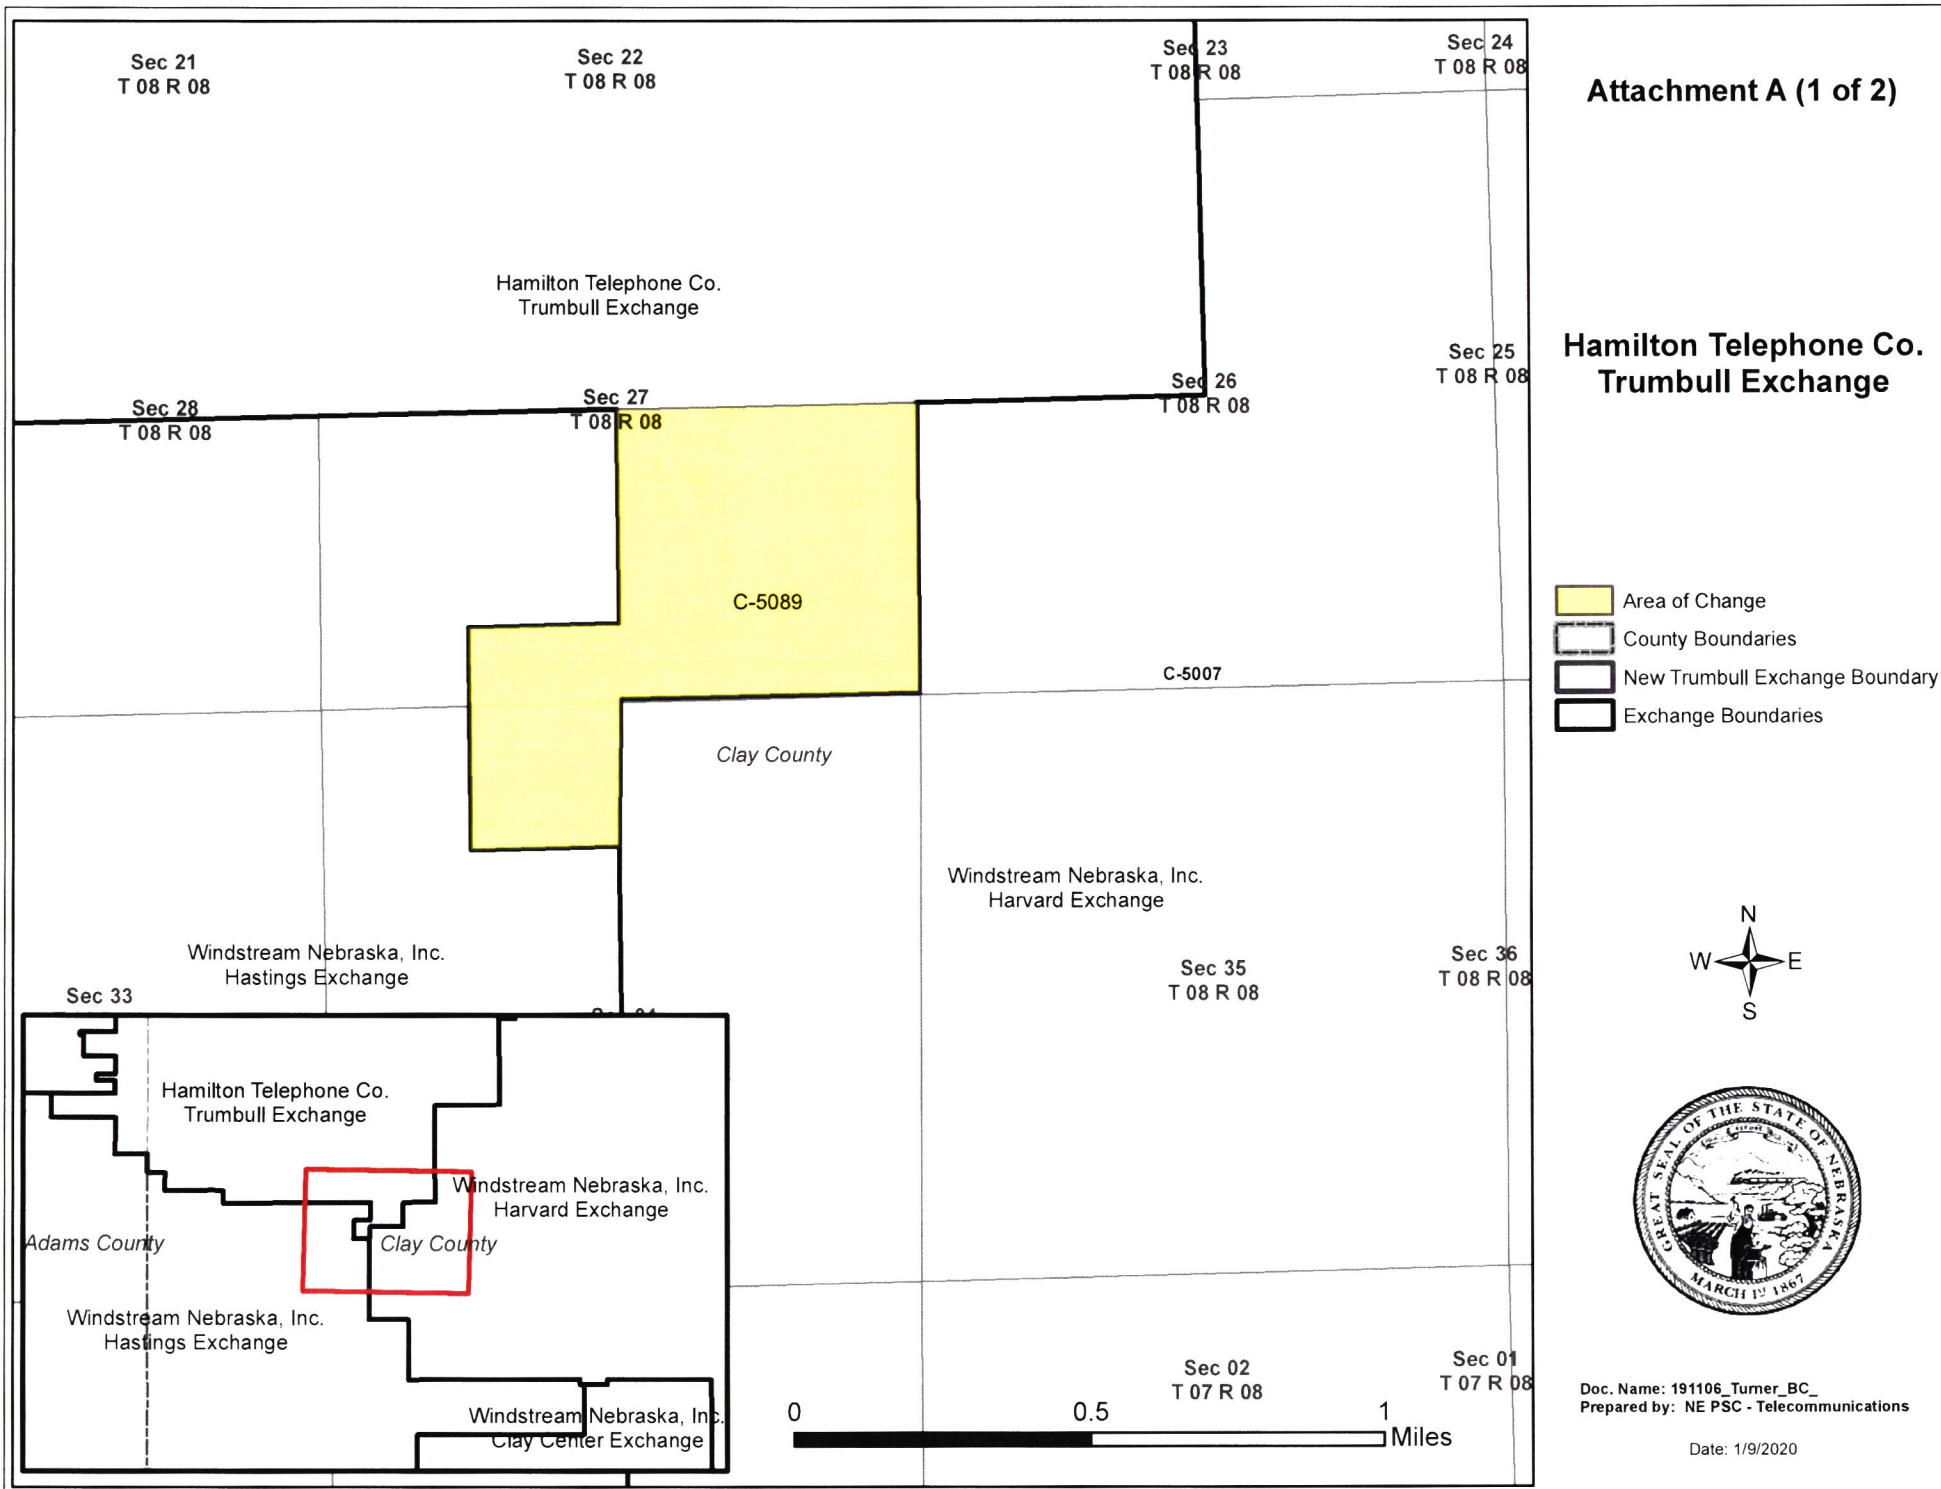 Sec 21
T 08 R 08
Sec 22
T 08 R 08
Sec 23
T 08 R 08
Sec 24
T 08 R 08
Attachment A (1 of 2)
Hamilton Telephone Co.
Trumbull Exchange
Hamilton Telephone Co.
Trumbull Exchange
Sec 28
T 08 R 08
Sec 27
T 08 R 08
Sec 26
T 08 R 08
Sec 25
T 08 R 08
C-5089
C-5007
Area of Change
County Boundaries
New Trumbull Exchange Boundary
Exchange Boundaries
Clay County
Windstream Nebraska, Inc.
Harvard Exchange
Windstream Nebraska, Inc.
Hastings Exchange
Sec 33
Sec 35
T 08 R 08
Sec 36
T 08 R 08
N
W E
S
Hamilton Telephone Co.
Trumbull Exchange
Windstream Nebraska, Inc.
Harvard Exchange
Adams County
Clay County
Windstream Nebraska, Inc.
Hastings Exchange
Windstream Nebraska, Inc.
Clay Center Exchange
GREAT SEAL OF THE STATE OF NEBRASKA
MARCH 1st 1867
Sec 02
T 07 R 08
Sec 01
T 07 R 08
0 0.5 1
Miles
Doc. Name: 191106_Turner_BC_
Prepared by: NE PSC - Telecommunications
Date: 1/9/2020